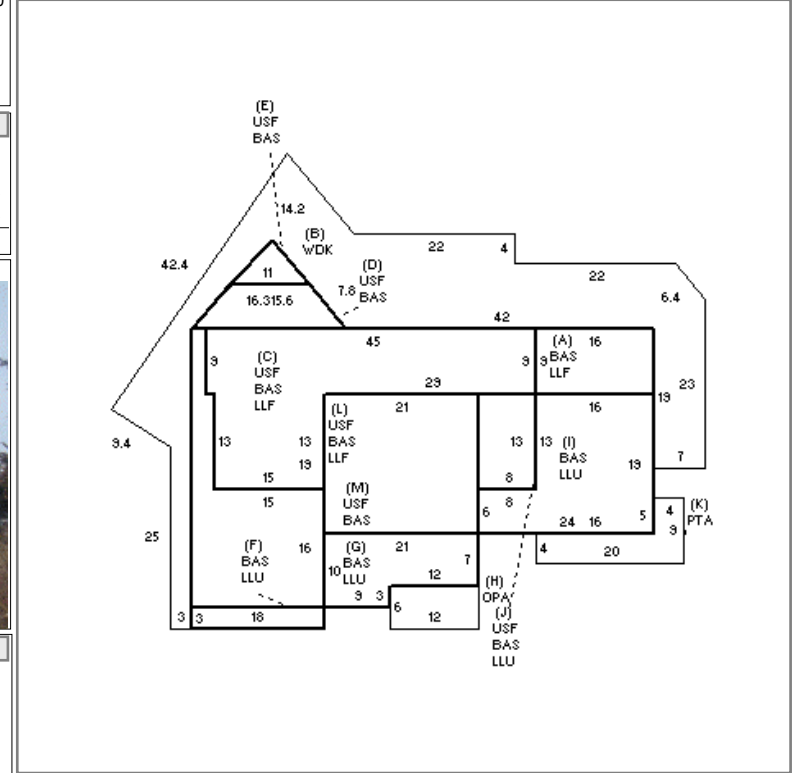 (E)
USF
BAS
14.2
(B)
WDK
22 4
42.4
(D)
USF
BAS
11
7.8
22
16.315.6
6.4
42
45
(A)
BAS
LLF
16
9
(C)
USF
BAS
LLF
9 9
29
23
19
(L)
USF
BAS
LLF
21
16
9.4
13
13
13 13
(I)
BAS
LLU
19
19
7
15
8
15
(M)
USF
BAS
8
6
24 16
5
4
9
(K)
PTA
25
(F)
BAS
LLU
16
(G)
BAS
LLU
21
7
4
20
10
12
(H)
OPA
9 3
6
(J)
USF
BAS
LLU
3 3
18
12